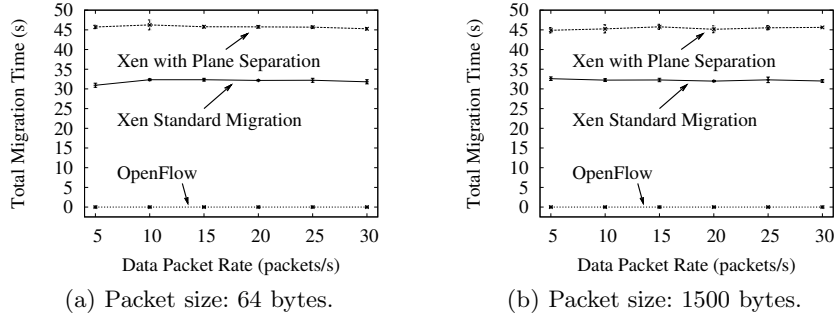 Total Migration Time (s)
50
45
40
35
30
25
20
15
10
5
0
Xen with Plane Separation
Xen Standard Migration
OpenFlow
5 10 15 20 25 30
Data Packet Rate (packets/s)
(a) Packet size: 64 bytes.
Total Migration Time (s)
50
45
40
35
30
25
20
15
10
5
0
Xen with Plane Separation
Xen Standard Migration
OpenFlow
5 10 15 20 25 30
Data Packet Rate (packets/s)
(b) Packet size: 1500 bytes.